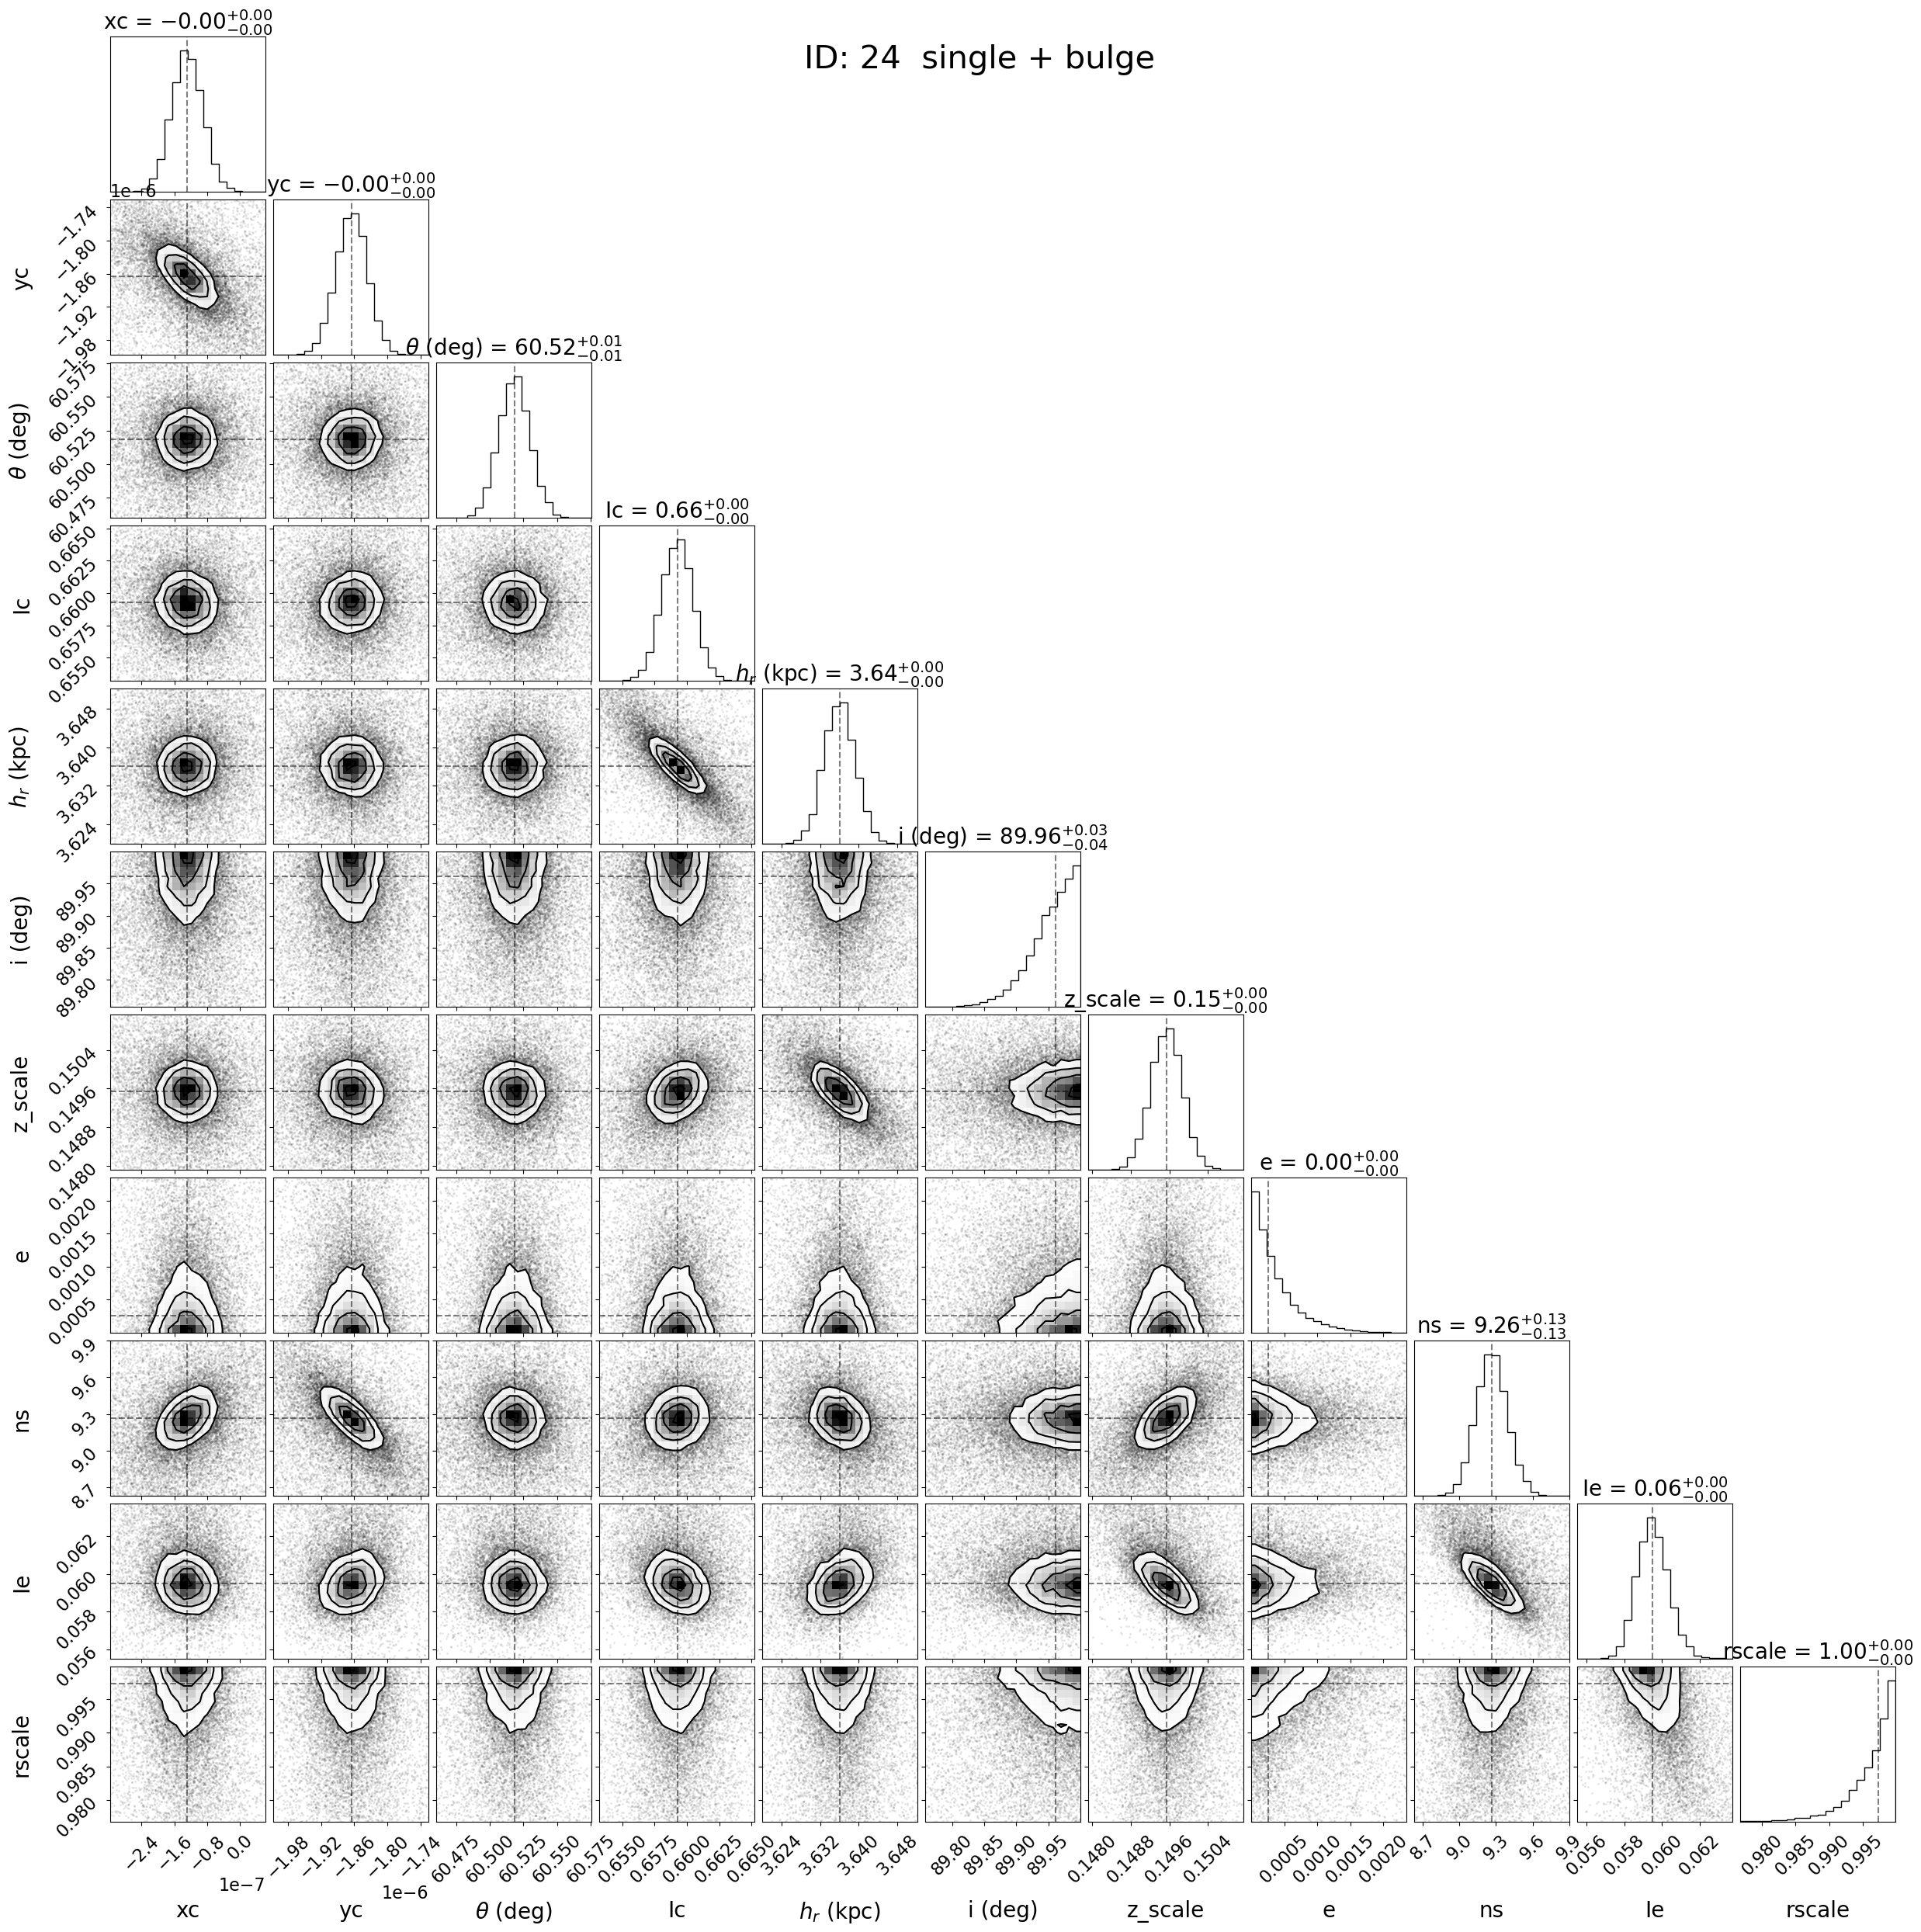 xc = −0.00+0.00−0.00
ID: 24 single + bulge
1e−6
yc = −0.00+0.00−0.00
yc
−1.74
−1.80
−1.86
−1.92
−1.98
θ (deg) = 60.52+0.01−0.01
θ (deg)
60.575
60.550
60.525
60.500
60.475
Ic = 0.66+0.00−0.00
Ic
0.6650
0.6625
0.6600
0.6575
0.6550
hr (kpc) = 3.64+0.00−0.00
hr (kpc)
3.648
3.640
3.632
3.624
i (deg) = 89.96+0.03−0.04
i (deg)
89.95
89.90
89.85
89.80
z_scale = 0.15+0.00−0.00
z_scale
0.1504
0.1496
0.1488
0.1480
e = 0.00+0.00−0.00
e
0.0020
0.0015
0.0010
0.0005
ns = 9.26+0.13−0.13
ns
9.9
9.6
9.3
9.0
8.7
Ie = 0.06+0.00−0.00
Ie
0.062
0.060
0.058
0.056
rscale = 1.00+0.00−0.00
rscale
0.995
0.990
0.985
0.980
−2.4 −1.6 −0.8 0.0
−1.98 −1.92 −1.86 −1.80 −1.74
60.475 60.500 60.525 60.550 60.575
0.6550 0.6575 0.6600 0.6625 0.6650
3.624 3.632 3.640 3.648
89.80 89.85 89.90 89.95
0.1480 0.1488 0.1496 0.1504
0.0005 0.0010 0.0015 0.0020
8.7 9.0 9.3 9.6 9.9
0.056 0.058 0.060 0.062
0.980 0.985 0.990 0.995
1e−7
1e−6
xc yc θ (deg) Ic hr (kpc) i (deg) z_scale e ns Ie rscale